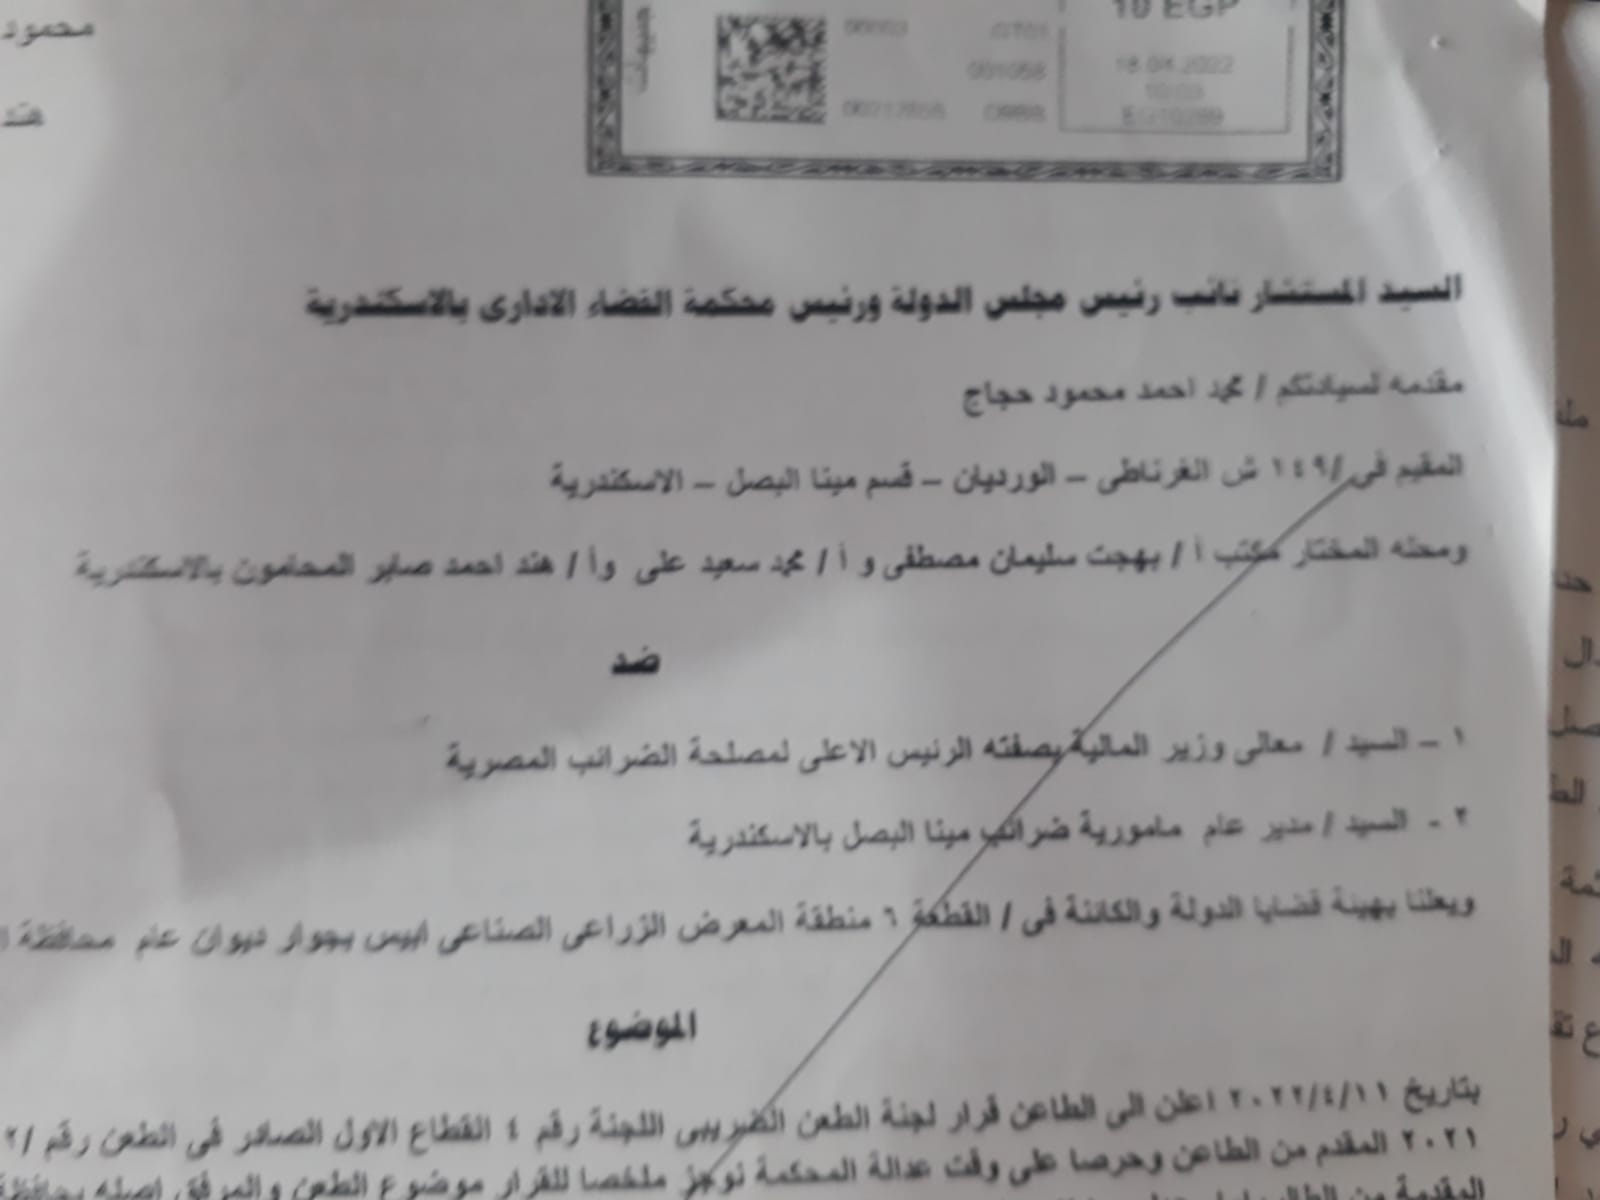 10 EGP
18.04.2022
محمود
هند
السيد المستشار نائب رئيس مجلس الدولة ورئيس محكمة القضاء الادارى بالاسكندرية
مقدمه لسيادتكم / محمد احمد محمود حجاج
المقيم فى / ١٤٩ ش الغرناطى – الورديان – قسم مينا البصل – الاسكندرية
ومحله المختار مكتب أ / بهجت سليمان مصطفى و أ / محمد سعيد على وأ / هند احمد صابر المحامون بالاسكندرية
ضد
١ – السيد / معالى وزير المالية بصفته الرئيس الاعلى لمصلحة الضرائب المصرية
٢ - السيد / مدير عام مامورية ضرائب مينا البصل بالاسكندرية
ويعلنا بهيئة قضايا الدولة والكائنة فى / القطعة ٦ منطقة المعرض الزراعى الصناعى ابيس بجوار ديوان عام محافظة
الموضوع
بتاريخ ٢٠٢٢/٤/١١ اعلن الى الطاعن قرار لجنة الطعن الضريبى اللجنة رقم ٤ القطاع الاول الصادر فى الطعن رقم
٢٠٢١ المقدم من الطاعن وحرصا على وقت عدالة المحكمة نوجز ملخصا للقرار موضوع الطعن والمرفق اصله بحافظة